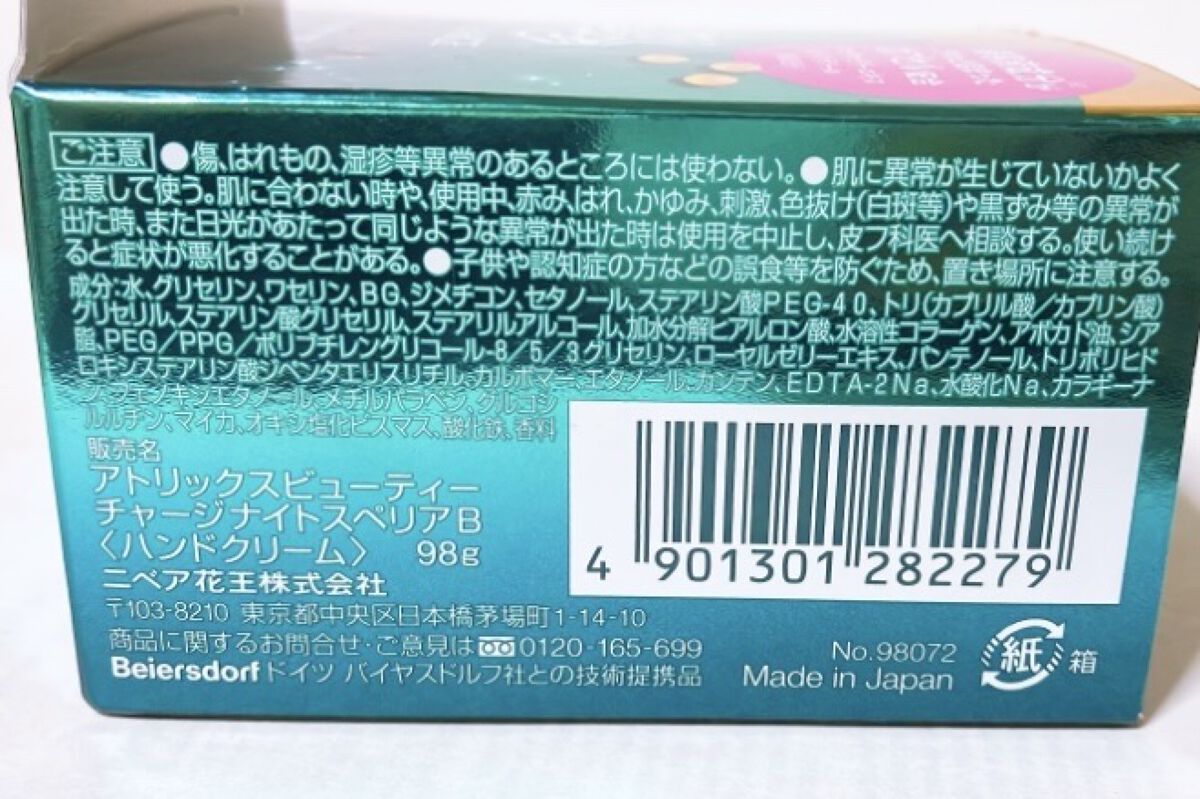 ご注意 ●傷、はれもの、湿疹等異常のあるところには使わない。●肌に異常が生じていないかよく
注意して使う。肌に合わない時や、使用中、赤み、はれ、かゆみ、刺激、色抜け(白斑等)や黒ずみ等の異常が
出た時、また日光があたって同じような異常が出た時は使用を中止し、皮フ科医へ相談する。使い続け
ると症状が悪化することがある。●子供や認知症の方などの誤食等を防ぐため、置き場所に注意する。
成分:水、グリセリン、ワセリン、BG、ジメチコン、セタノール、ステアリン酸PEG-40、トリ(カプリル酸/カプリン酸)
グリセリル、ステアリン酸グリセリル、ステアリルアルコール、加水分解ヒアルロン酸、水溶性コラーゲン、アボカド油、シア
脂、PEG/PPG/ポリブチレングリコール-8/5/3グリセリン、ローヤルゼリーエキス、パンテノール、トリポリヒド
ロキシステアリン酸ジペンタエリスリチル、カルボマー、エタノール、カンテン、EDTA-2Na、水酸化Na、カラギーナ
ン、フェノキシエタノール、メチルパラベン、グルコシ
ルルチン、マイカ、オキシ塩化ビスマス、酸化鉄、香料
販売名
アトリックスビューティー
チャージナイトスペリアB
〈ハンドクリーム〉 98g
ニベア花王株式会社
〒103-8210 東京都中央区日本橋茅場町1-14-10
商品に関するお問合せ・ご意見は 0120-165-699
Beiersdorf ドイツ バイヤスドルフ社との技術提携品
4 901301 282279
No.98072
Made in Japan
紙 箱